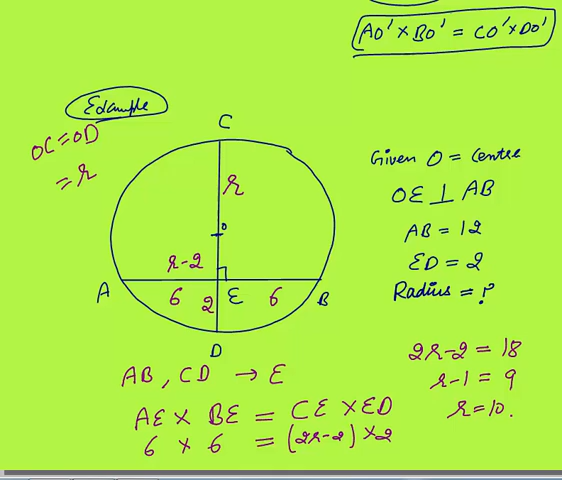 AO' × BO' = CO' × DO'
Example
OC = OD
= r
C
r
O
r-2
A
6
2
E
6
B
D
Given O = Centre
OE ⊥ AB
AB = 12
ED = 2
Radius = ?
AB, CD → E
AE × BE = CE × ED
6 × 6 = (2r-2) × 2
2r-2 = 18
r-1 = 9
r = 10.